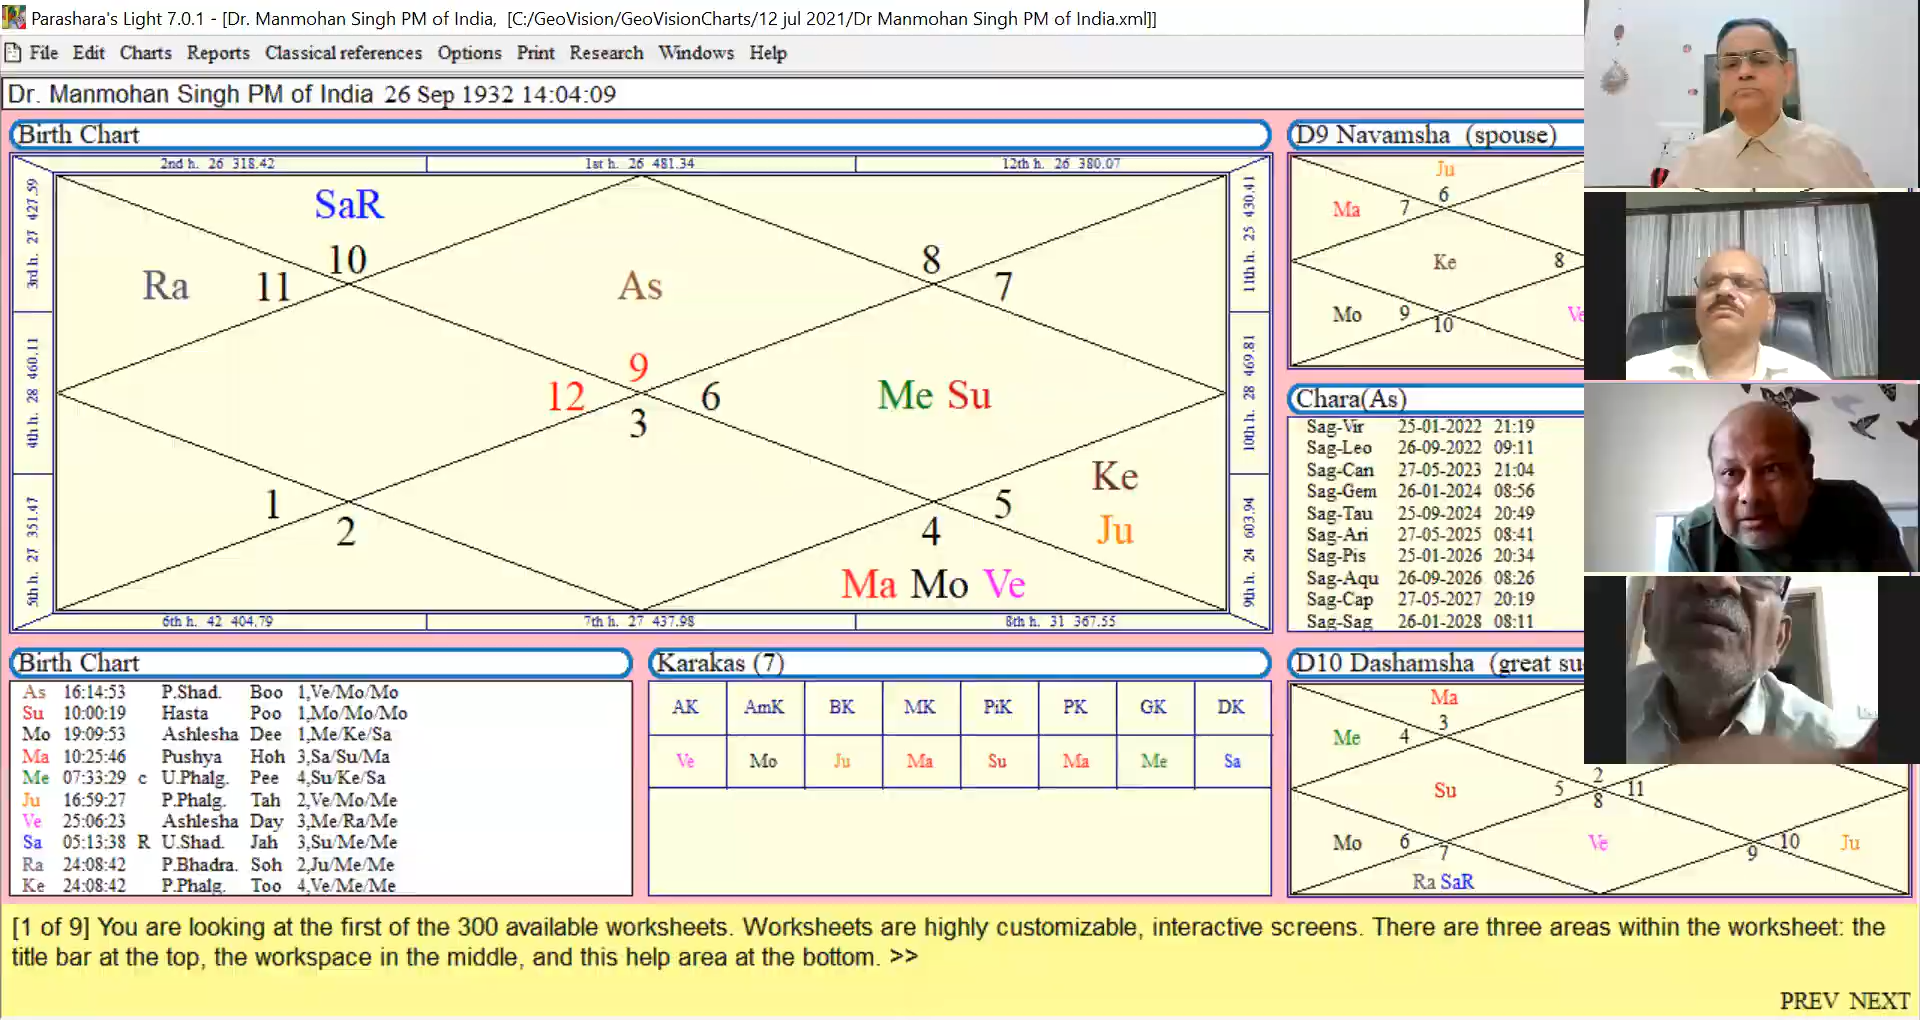 Parashara's Light 7.0.1 - [Dr. Manmohan Singh PM of India,  [C:/GeoVision/GeoVisionCharts/12 jul 2021/Dr Manmohan Singh PM of India.xml]]
File Edit Charts Reports Classical references Options Print Research Windows Help
Dr. Manmohan Singh PM of India 26 Sep 1932 14:04:09
Birth Chart
2nd h. 26 318.42
1st h. 26 481.34
12th h. 26 380.07
3rd h. 27 427.59
4th h. 28 460.11
5th h. 27 351.47
SaR
10
8
Ra 11
As
7
9
12 6
3
Me Su
1
2
5
4
Ke
Ju
Ma Mo Ve
11th h. 25 430.41
10th h. 28 469.81
9th h. 24 603.94
6th h. 42 404.79
7th h. 27 437.98
8th h. 31 367.55
D9 Navamsha (spouse)
Ju
6
Ma 7
Ke 8
Mo 9
10
Ve
Chara(As)
Sag-Vir 25-01-2022 21:19
Sag-Leo 26-09-2022 09:11
Sag-Can 27-05-2023 21:04
Sag-Gem 26-01-2024 08:56
Sag-Tau 25-09-2024 20:49
Sag-Ari 27-05-2025 08:41
Sag-Pis 25-01-2026 20:34
Sag-Aqu 26-09-2026 08:26
Sag-Cap 27-05-2027 20:19
Sag-Sag 26-01-2028 08:11
Birth Chart
As 16:14:53 P.Shad. Boo 1,Ve/Mo/Mo
Su 10:00:19 Hasta Poo 1,Mo/Mo/Mo
Mo 19:09:53 Ashlesha Dee 1,Me/Ke/Sa
Ma 10:25:46 Pushya Hoh 3,Sa/Su/Ma
Me 07:33:29 c U.Phalg. Pee 4,Su/Ke/Sa
Ju 16:59:27 P.Phalg. Tah 2,Ve/Mo/Me
Ve 25:06:23 Ashlesha Day 3,Me/Ra/Me
Sa 05:13:38 R U.Shad. Jah 3,Su/Me/Me
Ra 24:08:42 P.Bhadra. Soh 2,Ju/Me/Me
Ke 24:08:42 P.Phalg. Too 4,Ve/Me/Me
Karakas (7)
AK AmK BK MK PiK PK GK DK
Ve Mo Ju Ma Su Ma Me Sa
D10 Dashamsha (great su
Ma
3
Me 4
2
Su 5 11
8
Mo 6
7
Ve
10 Ju
9
Ra SaR
[1 of 9] You are looking at the first of the 300 available worksheets. Worksheets are highly customizable, interactive screens. There are three areas within the worksheet: the
title bar at the top, the workspace in the middle, and this help area at the bottom. >>
PREV NEXT